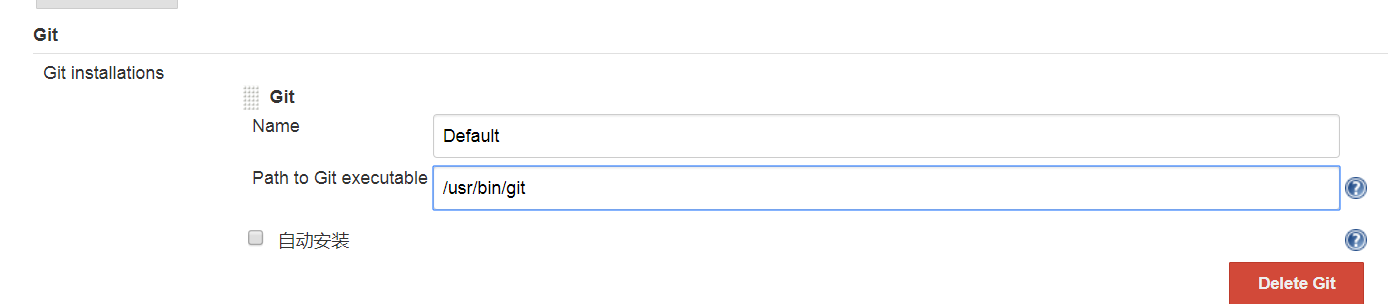 Git
Git installations
Git
Name
Default
Path to Git executable
/usr/bin/git
自动安装
Delete Git